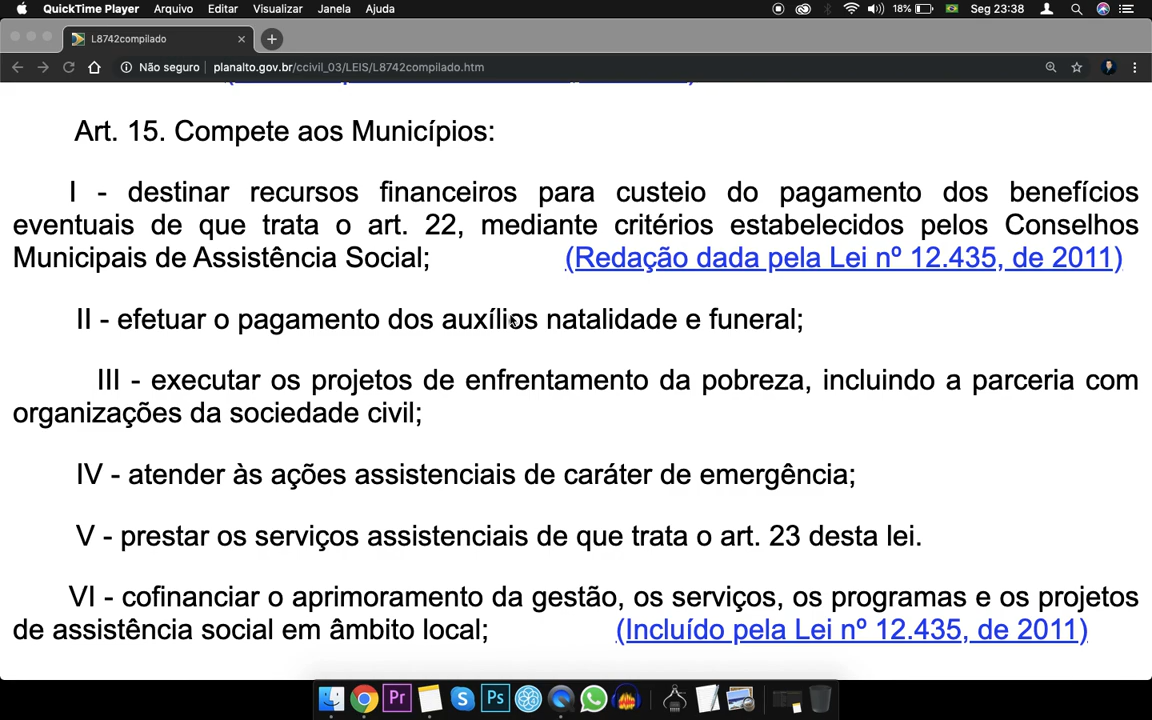 QuickTime Player Arquivo Editar Visualizar Janela Ajuda 18% Seg 23:38
L8742compilado
Não seguro planalto.gov.br/ccivil_03/LEIS/L8742compilado.htm
Art. 15. Compete aos Municípios:
I - destinar recursos financeiros para custeio do pagamento dos benefícios
eventuais de que trata o art. 22, mediante critérios estabelecidos pelos Conselhos
Municipais de Assistência Social; (Redação dada pela Lei nº 12.435, de 2011)
II - efetuar o pagamento dos auxílios natalidade e funeral;
III - executar os projetos de enfrentamento da pobreza, incluindo a parceria com
organizações da sociedade civil;
IV - atender às ações assistenciais de caráter de emergência;
V - prestar os serviços assistenciais de que trata o art. 23 desta lei.
VI - cofinanciar o aprimoramento da gestão, os serviços, os programas e os projetos
de assistência social em âmbito local; (Incluído pela Lei nº 12.435, de 2011)
Pr
Ps